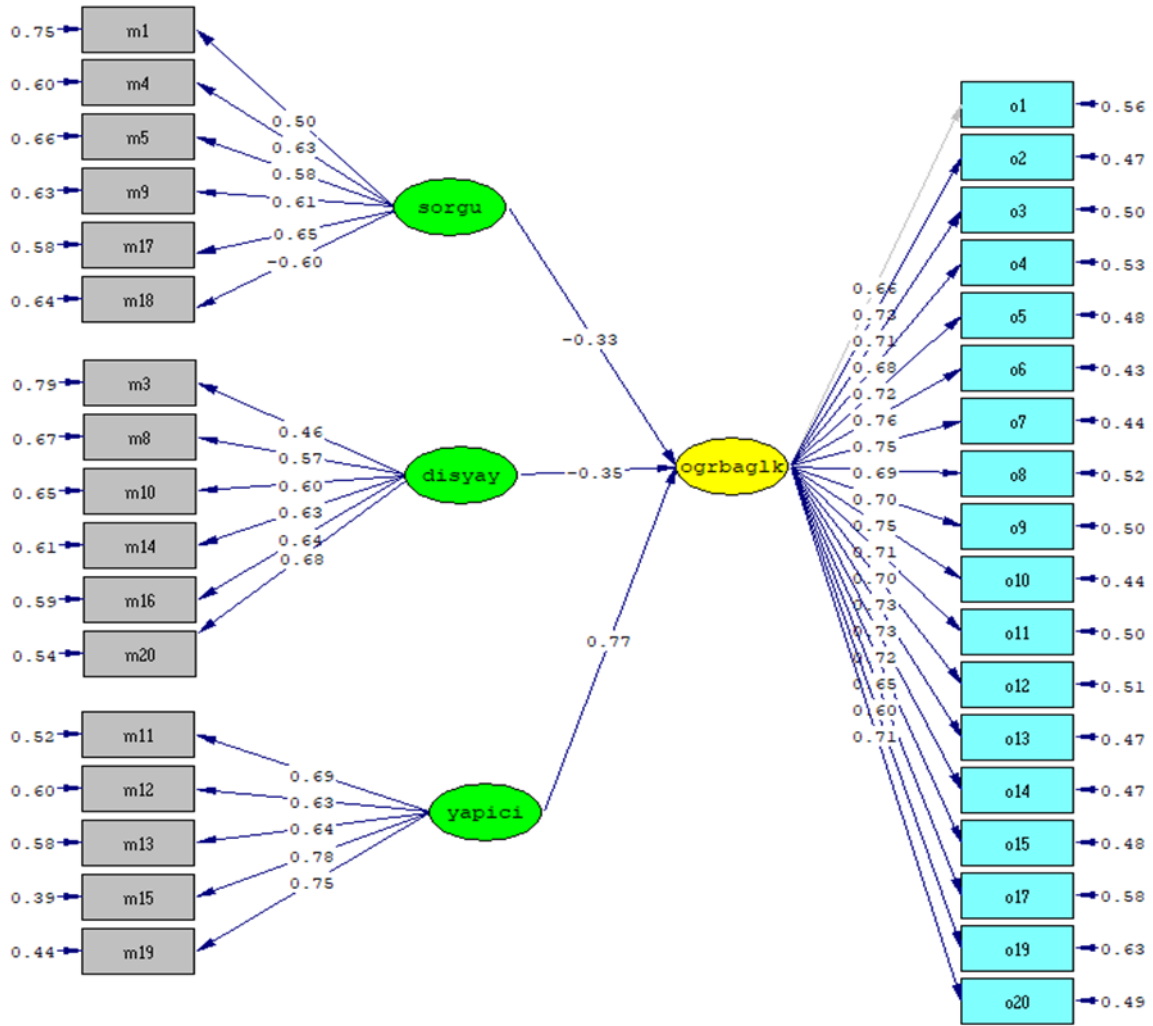 0.75 m1
0.60 m4
0.66 m5
0.63 m9
0.58 m17
0.64 m18
0.50
0.63
0.58
0.61
0.65
-0.60
sorgu
0.79 m3
0.67 m8
0.65 m10
0.61 m14
0.59 m16
0.54 m20
0.46
0.57
0.60
0.63
0.64
0.68
disyay
0.52 m11
0.60 m12
0.58 m13
0.39 m15
0.44 m19
0.69
0.63
0.64
0.78
0.75
yapici
-0.33
-0.35
0.77
ogrbaglk
0.66
0.73
0.71
0.68
0.72
0.76
0.75
0.69
0.70
0.75
0.71
0.70
0.73
0.73
0.72
0.65
0.60
0.71
o1 0.56
o2 0.47
o3 0.50
o4 0.53
o5 0.48
o6 0.43
o7 0.44
o8 0.52
o9 0.50
o10 0.44
o11 0.50
o12 0.51
o13 0.47
o14 0.47
o15 0.48
o17 0.58
o19 0.63
o20 0.49